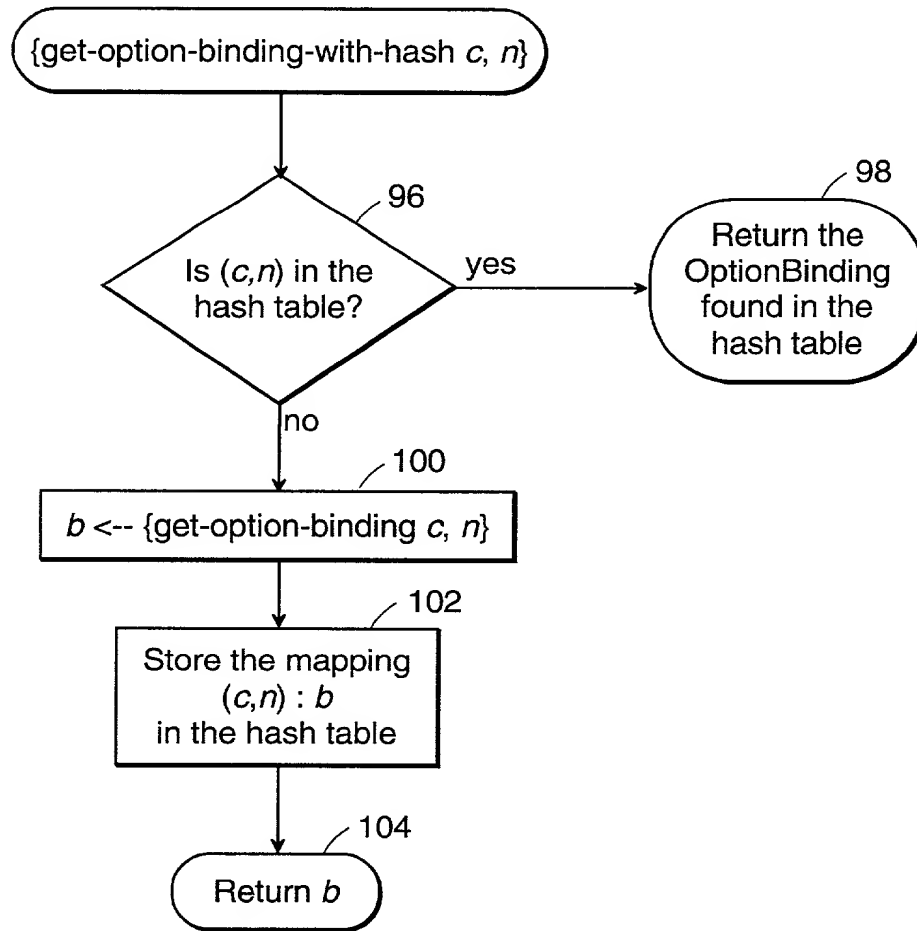 {get-option-binding-with-hash c, n}
96
Is (c,n) in the
hash table?
yes
98
Return the
OptionBinding
found in the
hash table
no
100
b <-- {get-option-binding c, n}
102
Store the mapping
(c,n) : b
in the hash table
104
Return b